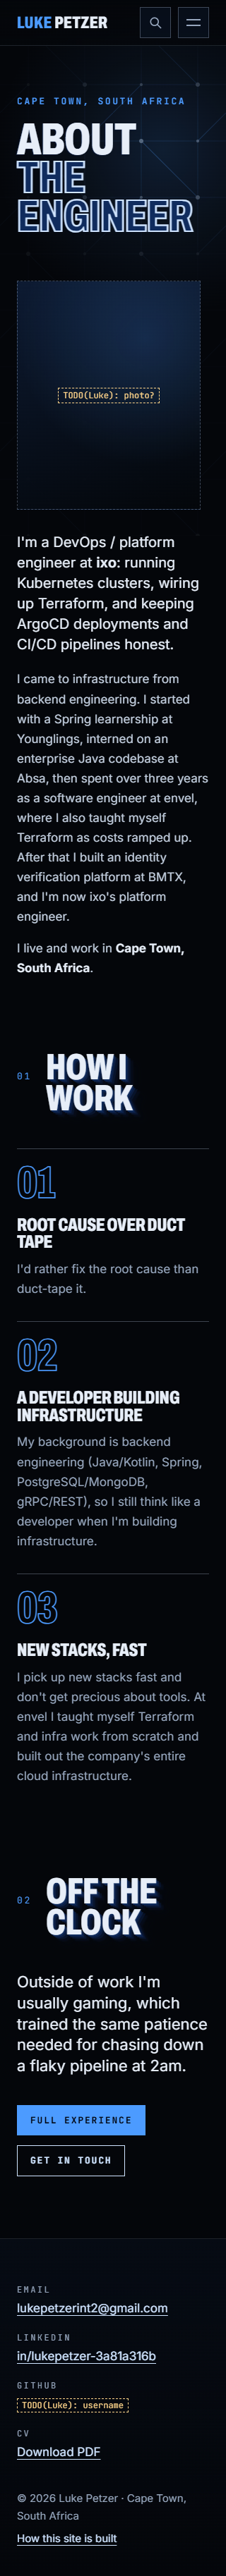 LUKE PETZER
CAPE TOWN, SOUTH AFRICA
ABOUT
THE
ENGINEER
TODO(Luke): photo?
I'm a DevOps / platform
engineer at ixo: running
Kubernetes clusters, wiring
up Terraform, and keeping
ArgoCD deployments and
CI/CD pipelines honest.
I came to infrastructure from
backend engineering. I started
with a Spring learnership at
Younglings, interned on an
enterprise Java codebase at
Absa, then spent over three years
as a software engineer at envel,
where I also taught myself
Terraform as costs ramped up.
After that I built an identity
verification platform at BMTX,
and I'm now ixo's platform
engineer.
I live and work in Cape Town,
South Africa.
01
HOW I
WORK
01
ROOT CAUSE OVER DUCT
TAPE
I'd rather fix the root cause than
duct-tape it.
02
A DEVELOPER BUILDING
INFRASTRUCTURE
My background is backend
engineering (Java/Kotlin, Spring,
PostgreSQL/MongoDB,
gRPC/REST), so I still think like a
developer when I'm building
infrastructure.
03
NEW STACKS, FAST
I pick up new stacks fast and
don't get precious about tools. At
envel I taught myself Terraform
and infra work from scratch and
built out the company's entire
cloud infrastructure.
02
OFF THE
CLOCK
Outside of work I'm
usually gaming, which
trained the same patience
needed for chasing down
a flaky pipeline at 2am.
FULL EXPERIENCE
GET IN TOUCH
EMAIL
lukepetzerint2@gmail.com
LINKEDIN
in/lukepetzer-3a81a316b
GITHUB
TODO(Luke): username
CV
Download PDF
© 2026 Luke Petzer · Cape Town,
South Africa
How this site is built